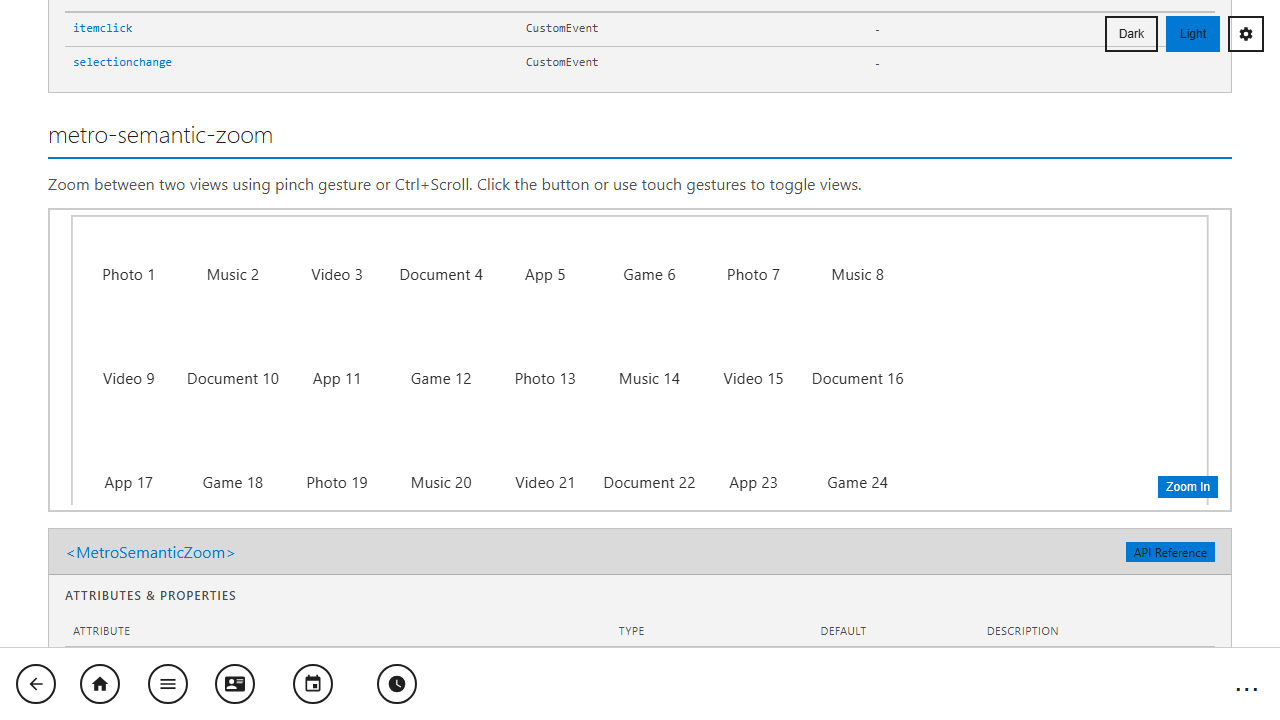 itemclick CustomEvent -
Dark Light
selectionchange CustomEvent -
metro-semantic-zoom
Zoom between two views using pinch gesture or Ctrl+Scroll. Click the button or use touch gestures to toggle views.
Photo 1 Music 2 Video 3 Document 4 App 5 Game 6 Photo 7 Music 8
Video 9 Document 10 App 11 Game 12 Photo 13 Music 14 Video 15 Document 16
App 17 Game 18 Photo 19 Music 20 Video 21 Document 22 App 23 Game 24
Zoom In
<MetroSemanticZoom> API Reference
ATTRIBUTES & PROPERTIES
ATTRIBUTE TYPE DEFAULT DESCRIPTION
...